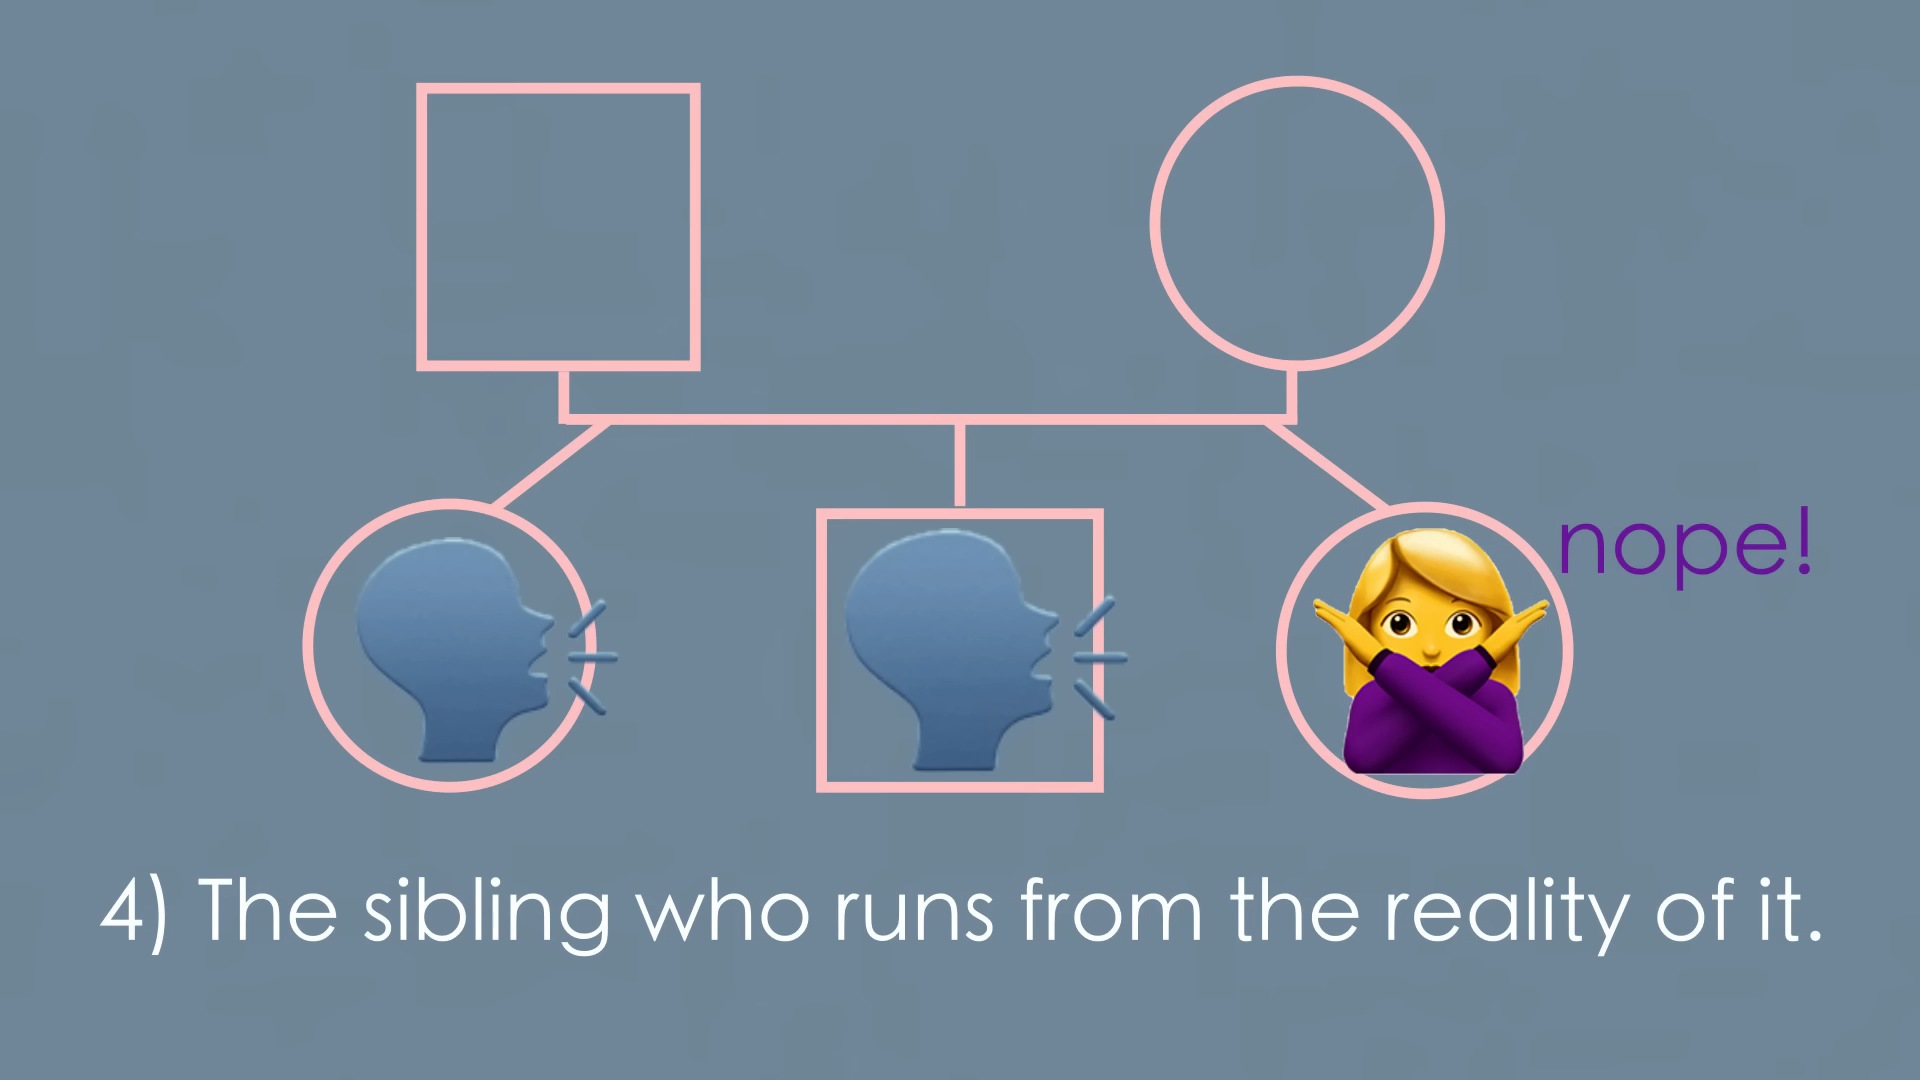 nope!
4) The sibling who runs from the reality of it.